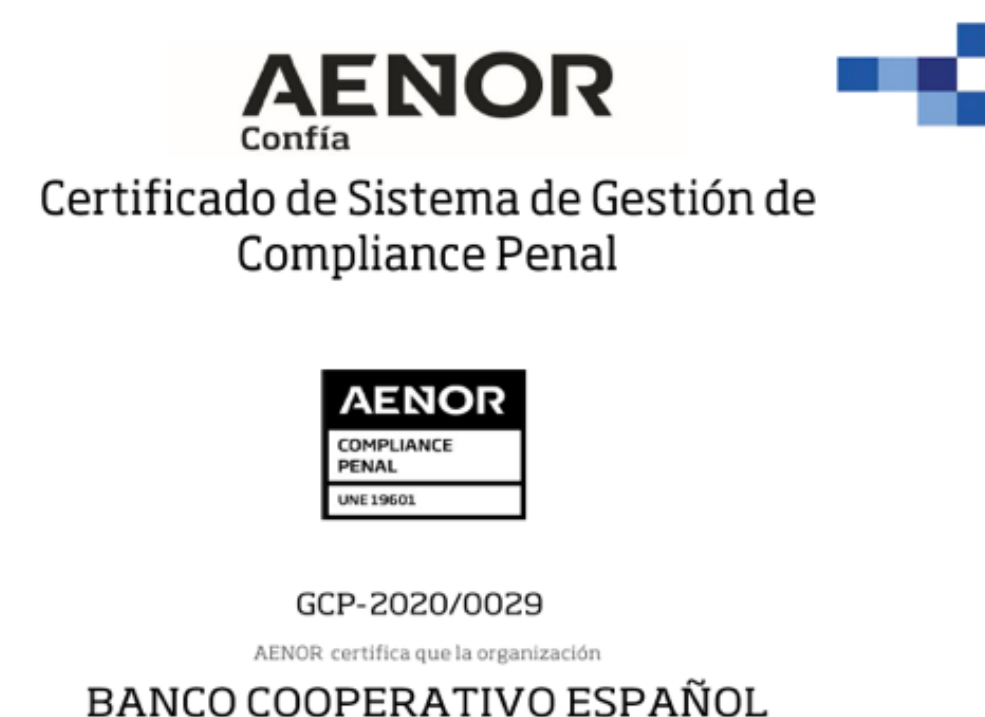 AENOR
Confía
Certificado de Sistema de Gestión de
Compliance Penal
AENOR
COMPLIANCE
PENAL
UNE 19601
GCP-2020/0029
AENOR certifica que la organización
BANCO COOPERATIVO ESPAÑOL